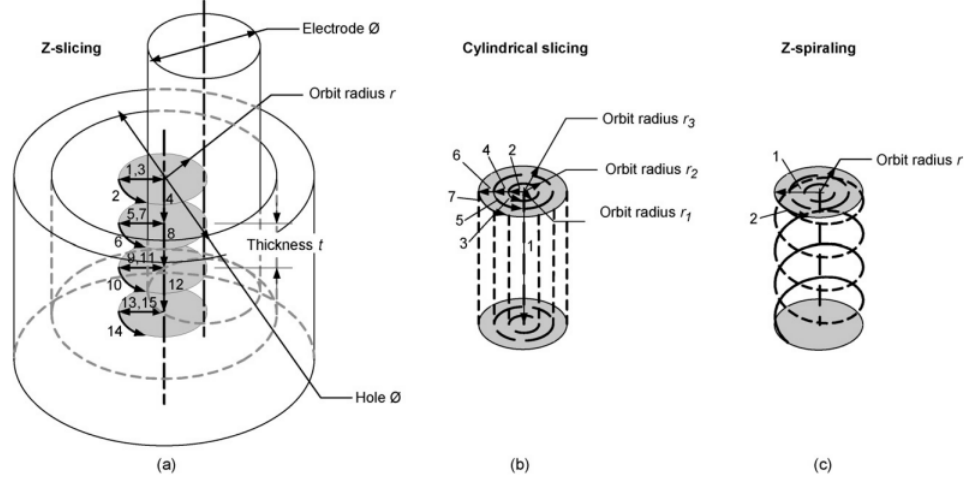 Z-slicing
Electrode Ø
Orbit radius r
1,3
2
4
5,7
6
8
Thickness t
9,11
10
12
13,15
14
Hole Ø
(a)
Cylindrical slicing
Orbit radius r3
2
4
6
Orbit radius r2
7
5
Orbit radius r1
3
1
(b)
Z-spiraling
1
Orbit radius r
2
(c)